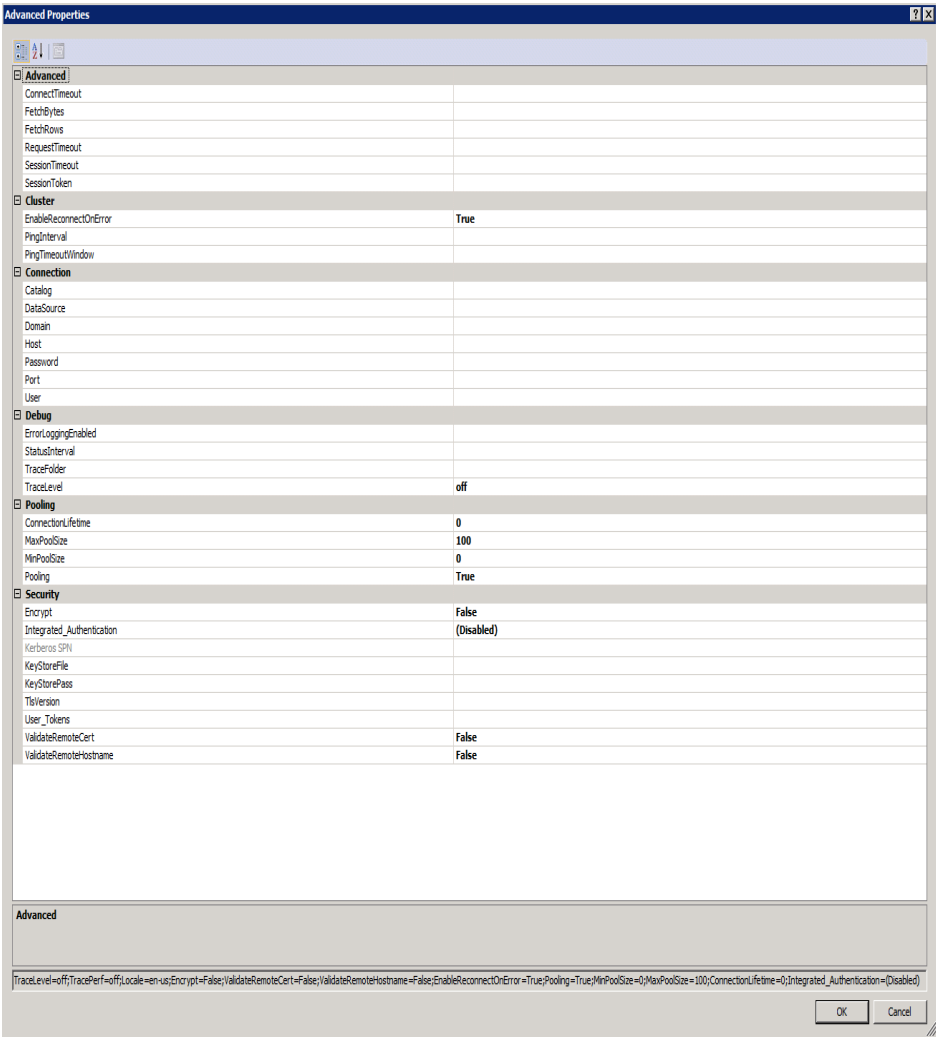 Advanced Properties
Advanced
ConnectTimeout
FetchBytes
FetchRows
RequestTimeout
SessionTimeout
SessionToken
Cluster
EnableReconnectOnError True
PingInterval
PingTimeoutWindow
Connection
Catalog
DataSource
Domain
Host
Password
Port
User
Debug
ErrorLoggingEnabled
StatusInterval
TraceFolder
TraceLevel off
Pooling
ConnectionLifetime 0
MaxPoolSize 100
MinPoolSize 0
Pooling True
Security
Encrypt False
Integrated_Authentication (Disabled)
Kerberos SPN
KeyStoreFile
KeyStorePass
TlsVersion
User_Tokens
ValidateRemoteCert False
ValidateRemoteHostname False
Advanced
TraceLevel=off;TracePerf=off;Locale=en-us;Encrypt=False;ValidateRemoteCert=False;ValidateRemoteHostname=False;EnableReconnectOnError=True;Pooling=True;MinPoolSize=0;MaxPoolSize=100;ConnectionLifetime=0;Integrated_Authentication=(Disabled)
OK Cancel